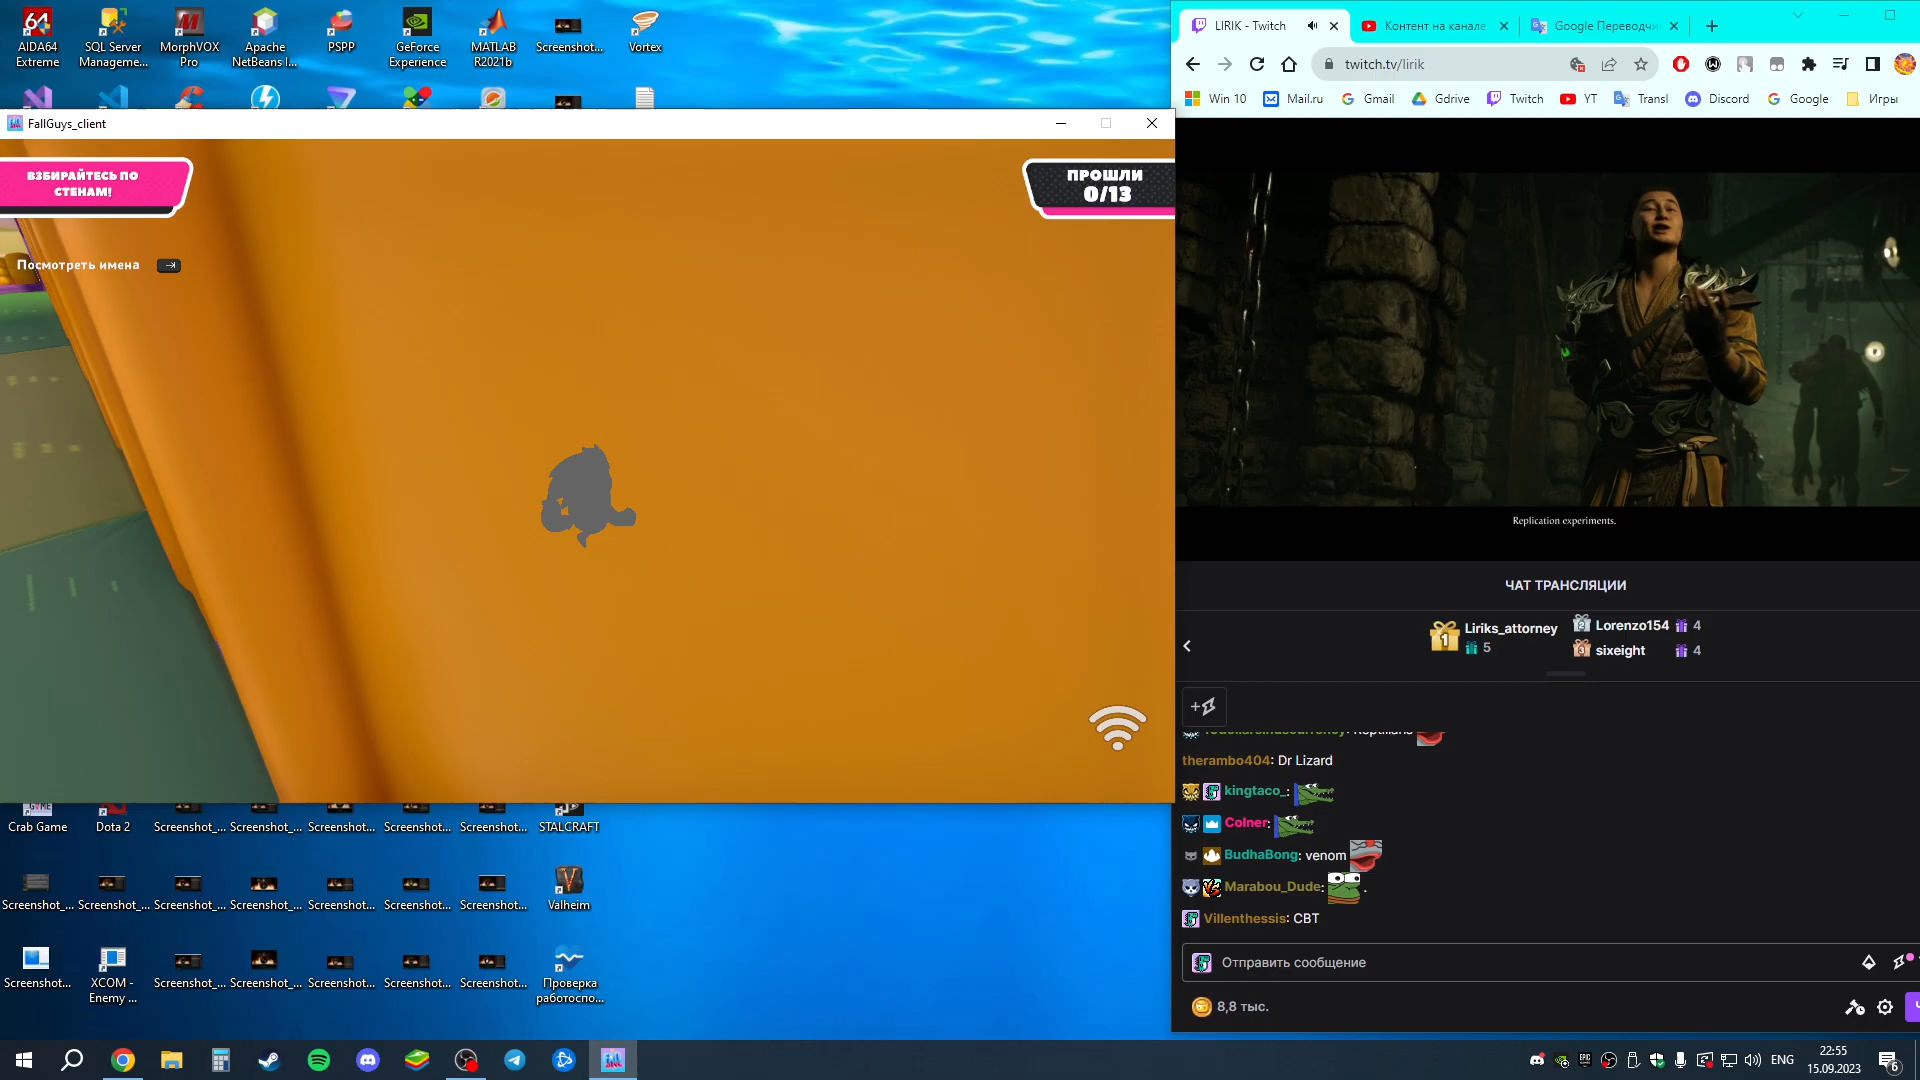 AIDA64 Extreme
SQL Server Manageme...
MorphVOX Pro
Apache NetBeans I...
PSPP
GeForce Experience
MATLAB R2021b
Screenshot...
Vortex
FallGuys_client
ВЗБИРАЙТЕСЬ ПО
СТЕНАМ!
ПРОШЛИ
0/13
Посмотреть имена
Crab Game
Dota 2
Screenshot_...
Screenshot_...
Screenshot...
Screenshot...
Screenshot...
STALCRAFT
Screenshot_...
Screenshot_...
Screenshot_...
Screenshot_...
Screenshot...
Screenshot...
Screenshot...
Valheim
Screenshot...
XCOM - Enemy ...
Screenshot_...
Screenshot_...
Screenshot...
Screenshot...
Screenshot...
Проверка работоспо...
LIRIK - Twitch
Контент на канале
Google Переводчи
twitch.tv/lirik
Win 10
Mail.ru
Gmail
Gdrive
Twitch
YT
Transl
Discord
Google
Игры
Replication experiments.
ЧАТ ТРАНСЛЯЦИИ
1 Liriks_attorney 5
2 Lorenzo154 4
3 sixeight 4
therambo404: Dr Lizard
kingtaco_:
Colner:
BudhaBong: venom
Marabou_Dude: .
Villenthessis: CBT
Отправить сообщение
8,8 тыс.
ENG
22:55
15.09.2023
6